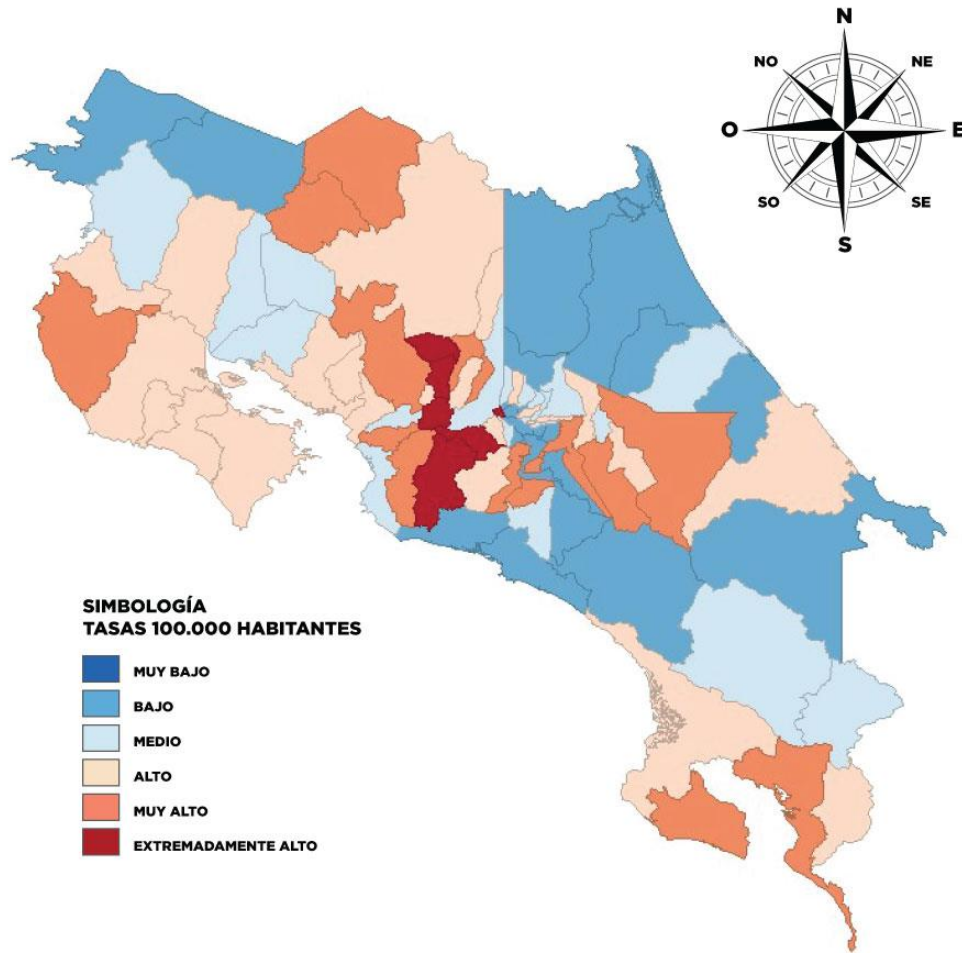 N
NO
NE
O
E
SO
SE
S
SIMBOLOGÍA
TASAS 100.000 HABITANTES
MUY BAJO
BAJO
MEDIO
ALTO
MUY ALTO
EXTREMADAMENTE ALTO